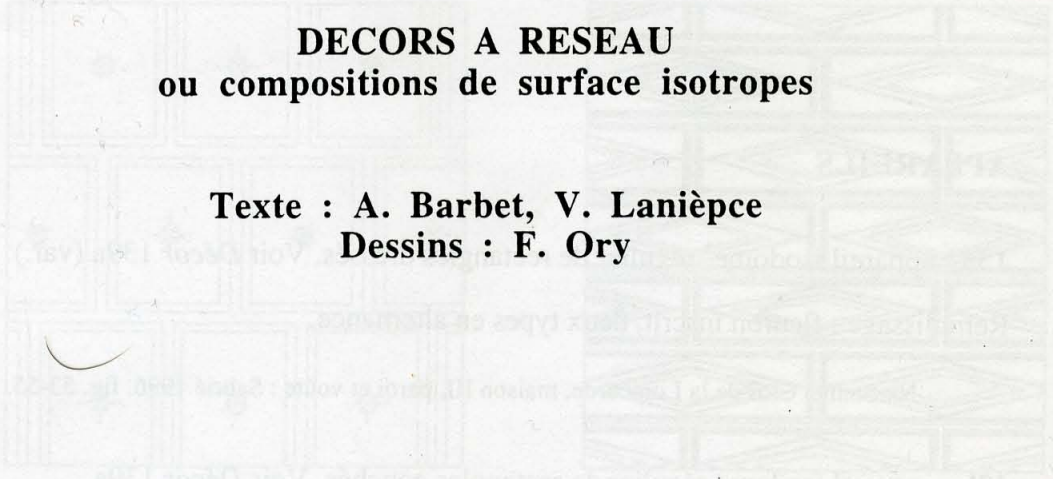 DECORS A RESEAU
ou compositions de surface isotropes
Texte : A. Barbet, V. Lanièpce
Dessins : F. Ory